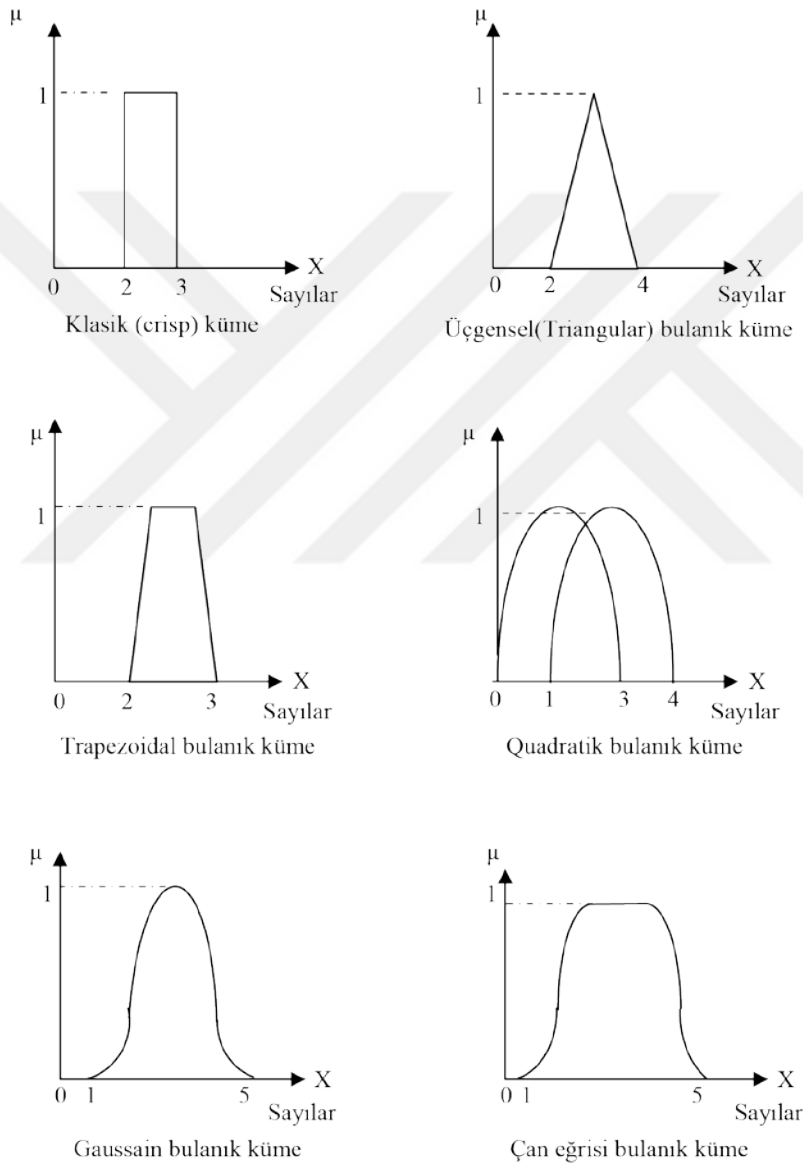 μ
1
0 2 3 X
Sayılar
Klasik (crisp) küme
μ
1
0 2 4 X
Sayılar
Üçgensel(Triangular) bulanık küme
μ
1
0 2 3 X
Sayılar
Trapezoidal bulanık küme
μ
1
0 1 3 4 X
Sayılar
Quadratik bulanık küme
μ
1
0 1 5 X
Sayılar
Gaussain bulanık küme
μ
1
0 1 5 X
Sayılar
Çan eğrisi bulanık küme